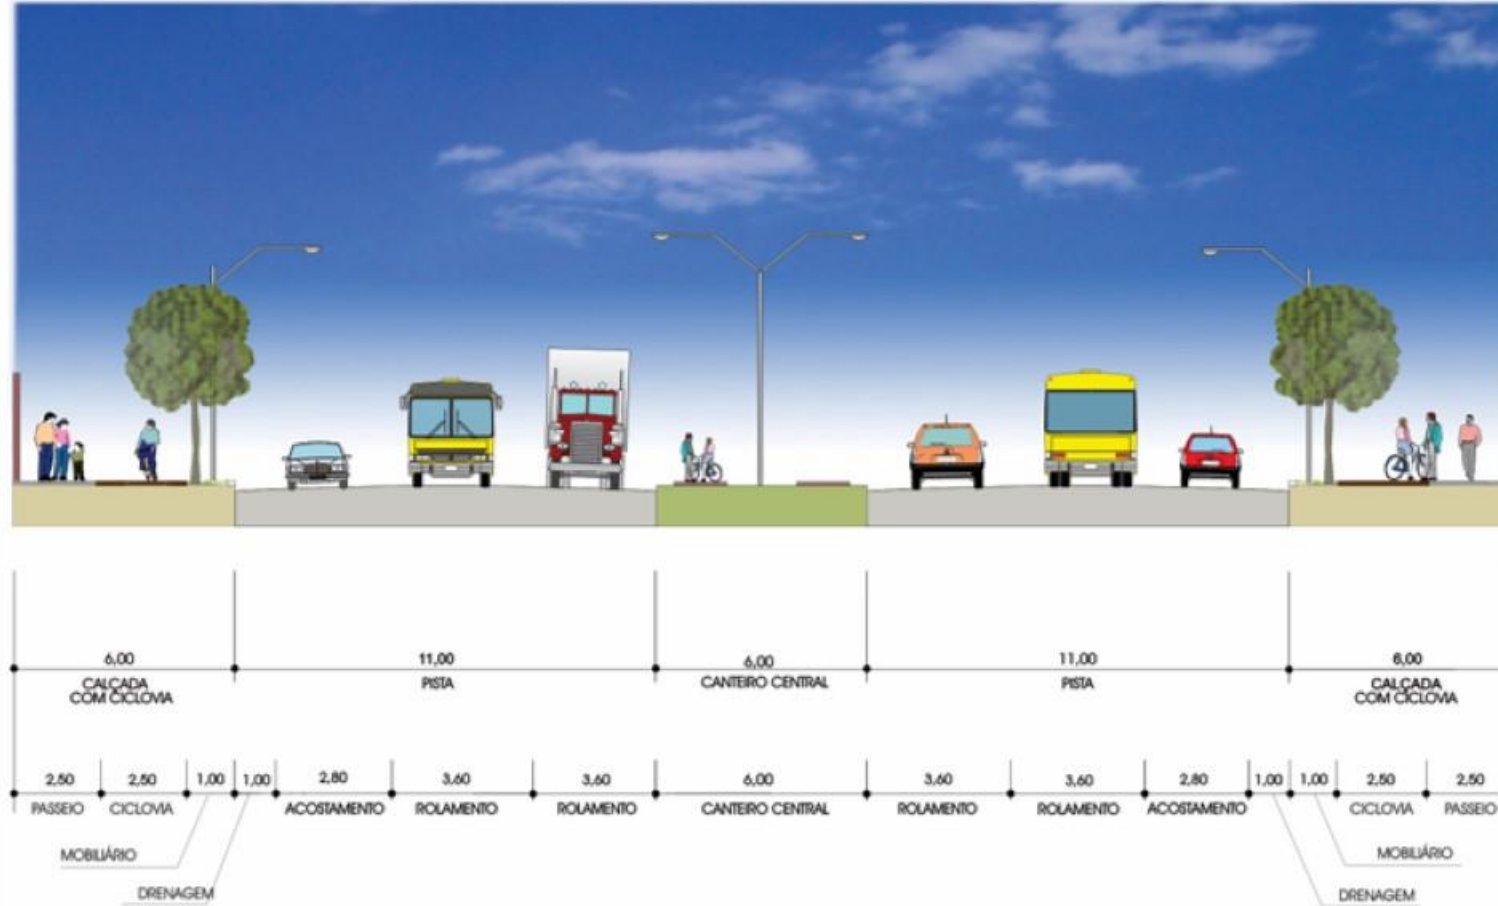 6,00
11,00
6,00
11,00
6,00
CALÇADA
COM CICLOVIA
PISTA
CANTEIRO CENTRAL
PISTA
CALÇADA
COM CICLOVIA
2,50
2,50
1,00
1,00
2,80
3,60
3,60
6,00
3,60
3,60
2,80
1,00
1,00
2,50
2,50
PASSEIO
CICLOVIA
ACOSTAMENTO
ROLAMENTO
ROLAMENTO
CANTEIRO CENTRAL
ROLAMENTO
ROLAMENTO
ACOSTAMENTO
CICLOVIA
PASSEIO
MOBILIÁRIO
MOBILIÁRIO
DRENAGEM
DRENAGEM